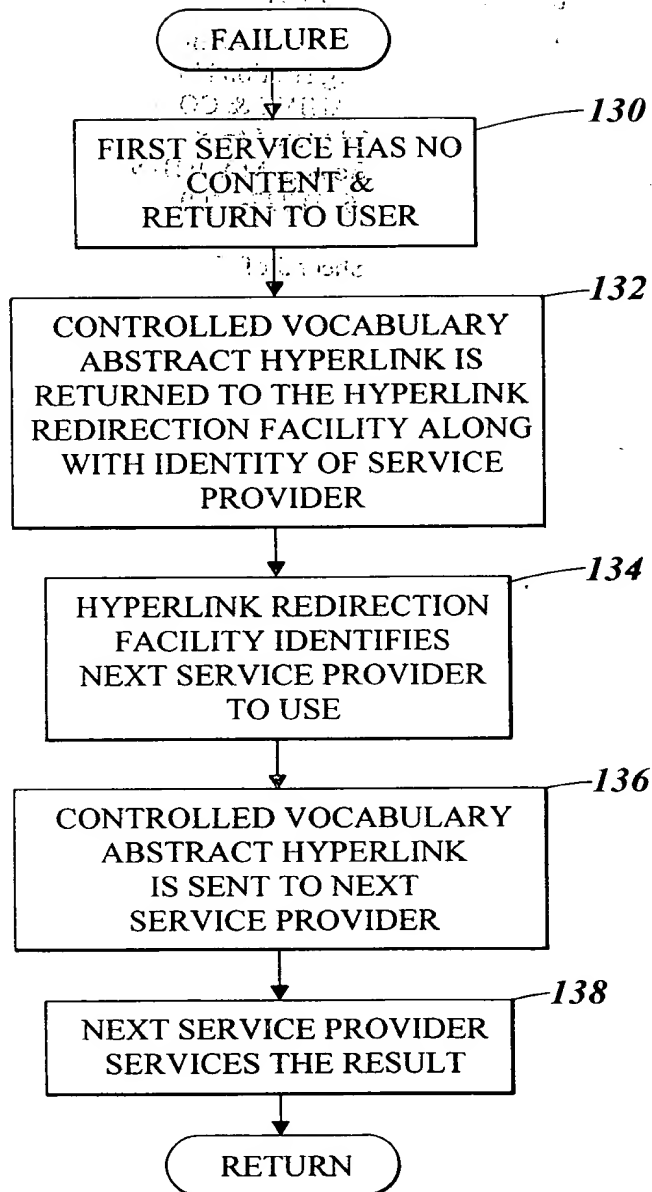 FAILURE
130
FIRST SERVICE HAS NO
CONTENT &
RETURN TO USER
132
CONTROLLED VOCABULARY
ABSTRACT HYPERLINK IS
RETURNED TO THE HYPERLINK
REDIRECTION FACILITY ALONG
WITH IDENTITY OF SERVICE
PROVIDER
134
HYPERLINK REDIRECTION
FACILITY IDENTIFIES
NEXT SERVICE PROVIDER
TO USE
136
CONTROLLED VOCABULARY
ABSTRACT HYPERLINK
IS SENT TO NEXT
SERVICE PROVIDER
138
NEXT SERVICE PROVIDER
SERVICES THE RESULT
RETURN